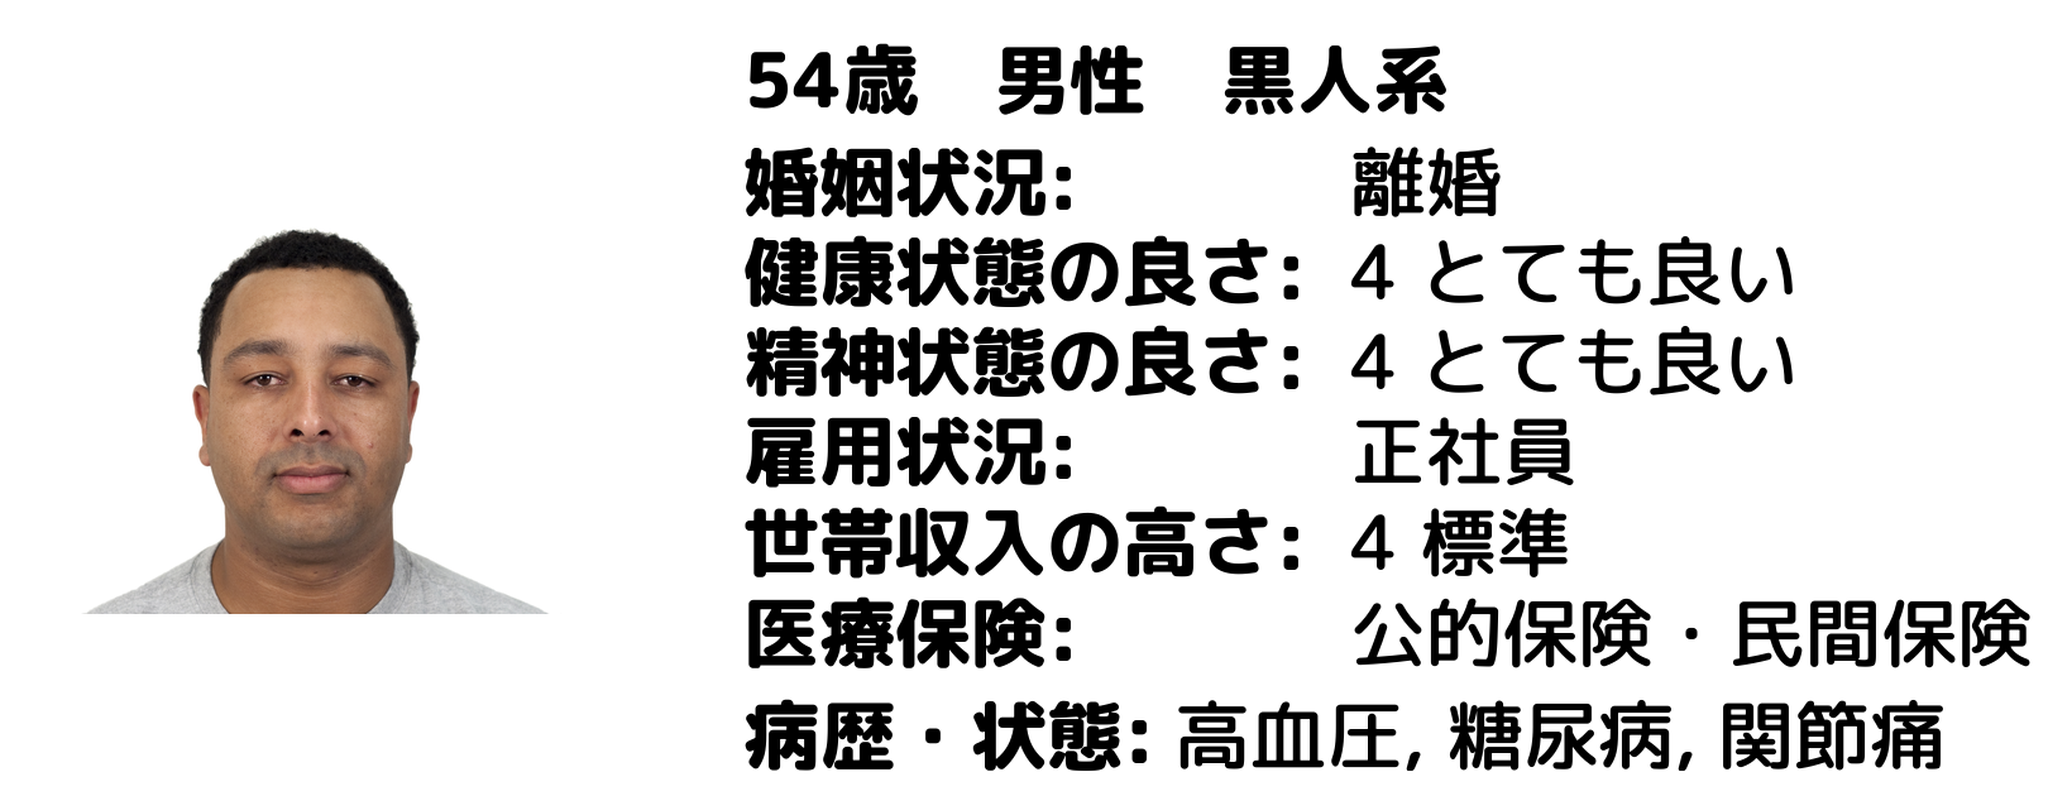 54歳　男性　黒人系
婚姻状況: 離婚
健康状態の良さ: 4 とても良い
精神状態の良さ: 4 とても良い
雇用状況: 正社員
世帯収入の高さ: 4 標準
医療保険: 公的保険・民間保険
病歴・状態: 高血圧, 糖尿病, 関節痛